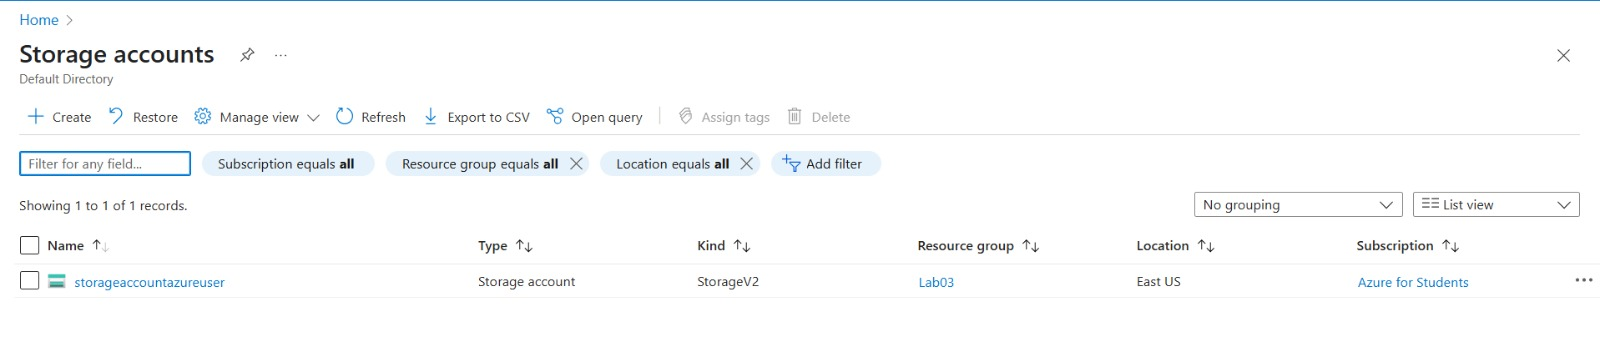 Home
Storage accounts ...
Default Directory
Create Restore Manage view Refresh Export to CSV Open query Assign tags Delete
Filter for any field... Subscription equals all Resource group equals all Location equals all Add filter
Showing 1 to 1 of 1 records. No grouping List view
Name Type Kind Resource group Location Subscription
storageaccountazureuser Storage account StorageV2 Lab03 East US Azure for Students ...